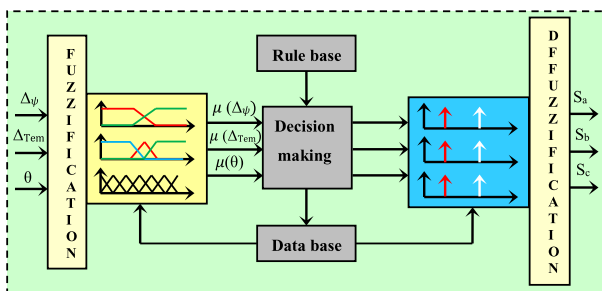 FUZZIFICATION
Δψ
ΔTem
θ
μ (Δψ)
μ (ΔTem)
μ(θ)
Rule base
Decision
making
Data base
DFFUZZIFICATION
Sa
Sb
Sc